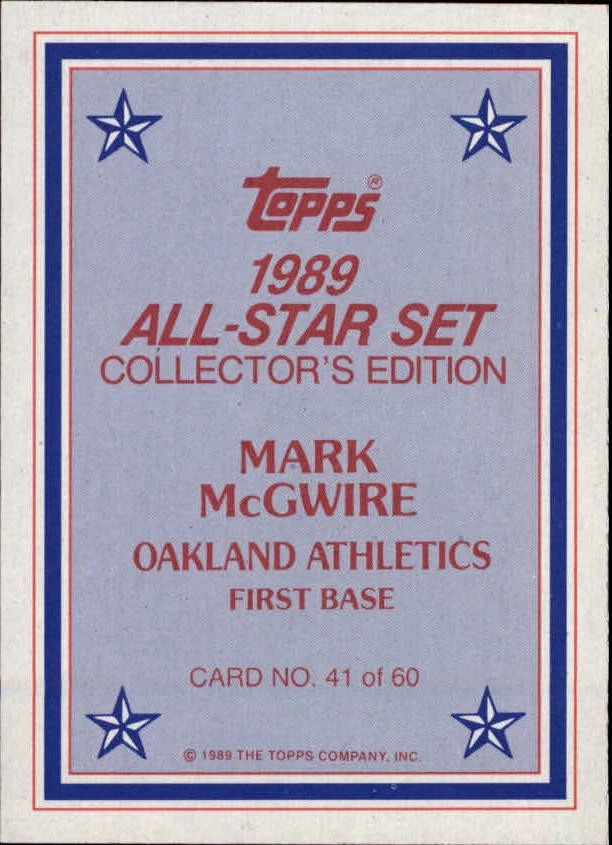 Topps®
1989
ALL-STAR SET
COLLECTOR'S EDITION
MARK
McGWIRE
OAKLAND ATHLETICS
FIRST BASE
CARD NO. 41 of 60
© 1989 THE TOPPS COMPANY, INC.